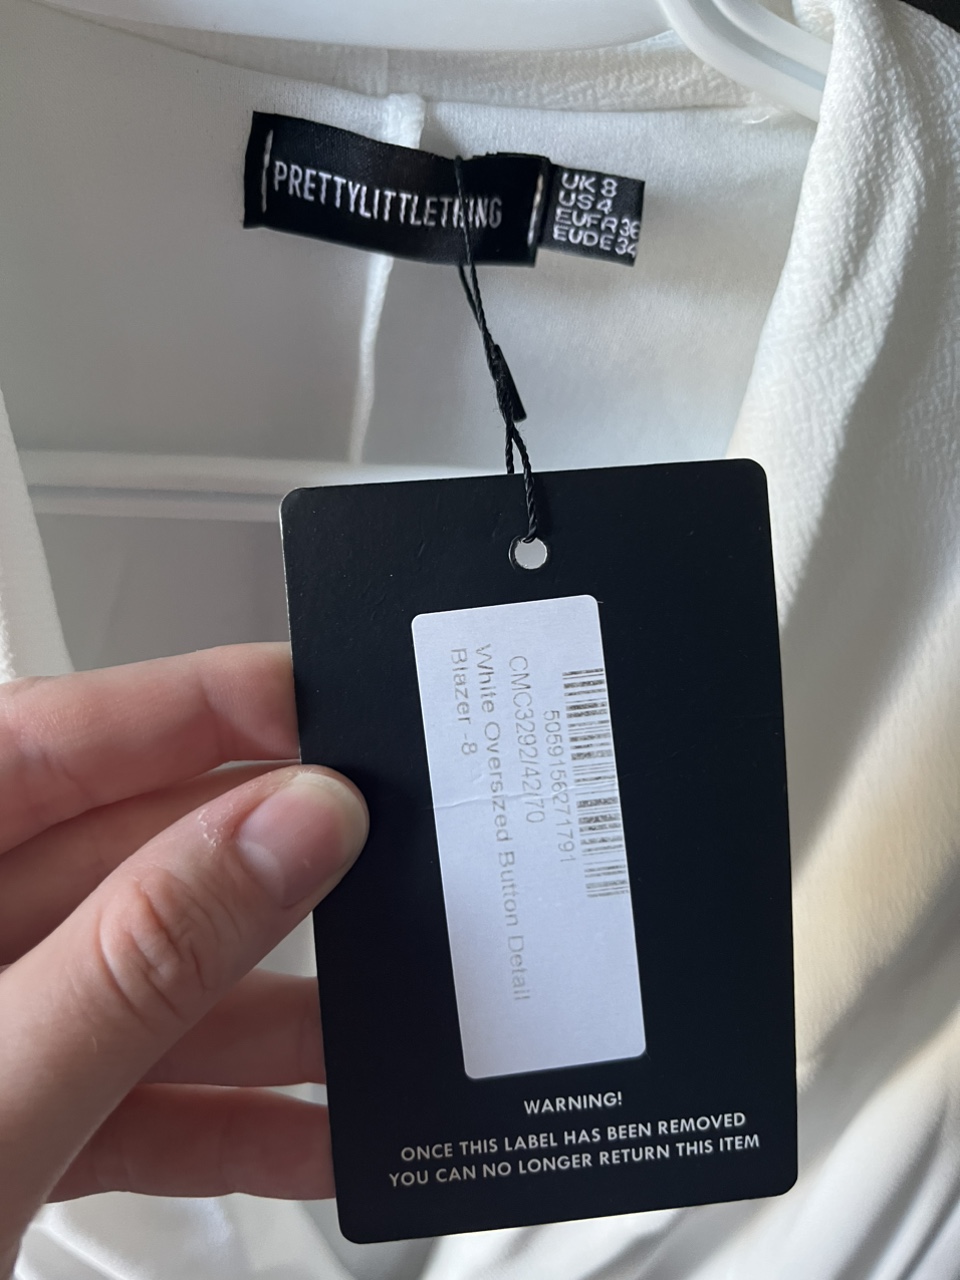 PRETTYLITTLETHING
UK 8
US 4
EUFR 36
EUDE 34
5059156271791
CMC3292/42/70
White Oversized Button Detail
Blazer -8
WARNING!
ONCE THIS LABEL HAS BEEN REMOVED
YOU CAN NO LONGER RETURN THIS ITEM